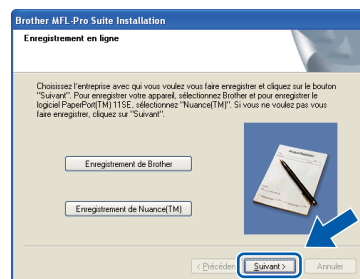 Brother MFL-Pro Suite Installation
Enregistrement en ligne
Choisissez l'entreprise avec qui vous voulez vous faire enregistrer et cliquez sur le bouton
"Suivant". Pour enregistrer votre appareil, sélectionnez Brother et pour enregistrer le
logiciel PaperPort(TM) 11SE, sélectionnez "Nuance(TM)". Si vous ne voulez pas vous
faire enregistrer, cliquez sur "Suivant".
Enregistrement de Brother
Enregistrement de Nuance(TM)
< Précéden
Suivant >
Annuler